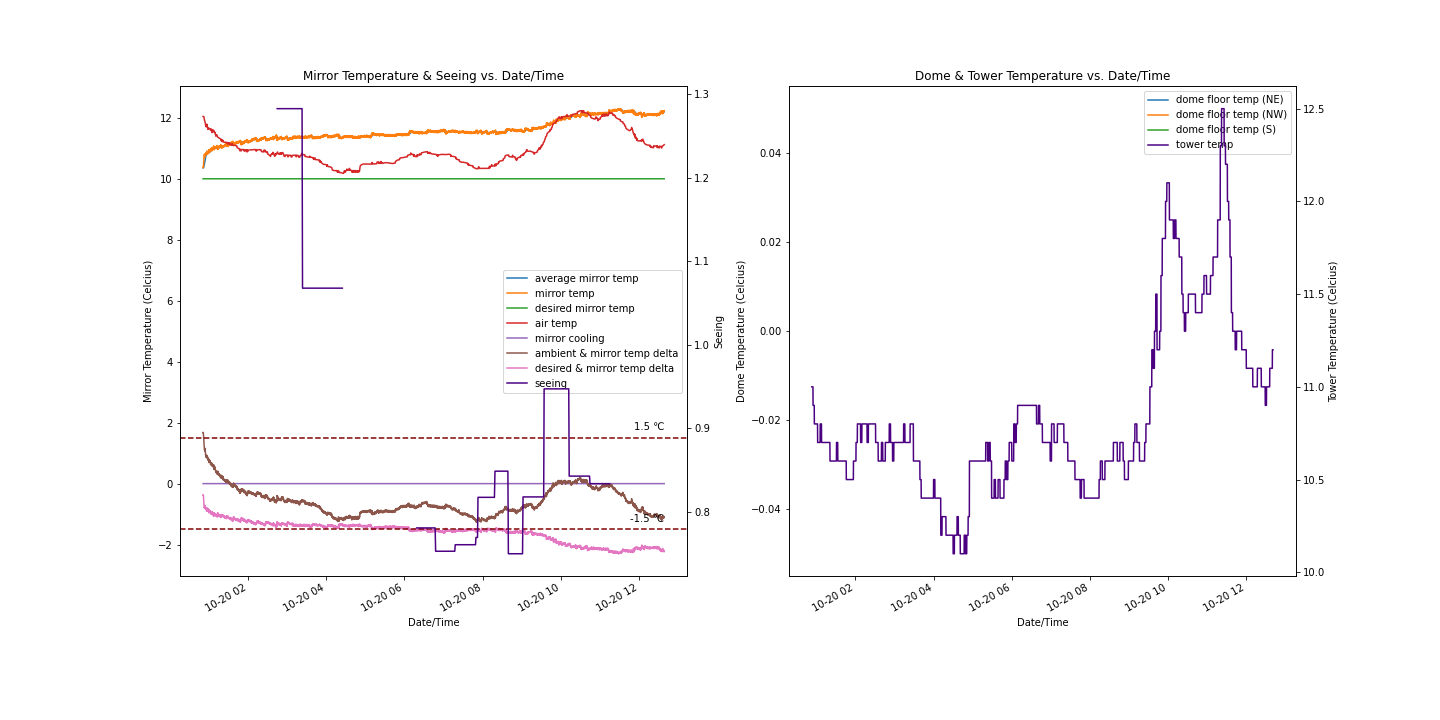 Mirror Temperature & Seeing vs. Date/Time
Mirror Temperature (Celcius)
12
10
8
6
4
2
0
−2
1.3
1.2
1.1
1.0
0.9
0.8
Seeing
average mirror temp
mirror temp
desired mirror temp
air temp
mirror cooling
ambient & mirror temp delta
desired & mirror temp delta
seeing
1.5 ℃
-1.5 ℃
10-20 02
10-20 04
10-20 06
10-20 08
10-20 10
10-20 12
Date/Time
Dome & Tower Temperature vs. Date/Time
Dome Temperature (Celcius)
0.04
0.02
0.00
−0.02
−0.04
dome floor temp (NE)
dome floor temp (NW)
dome floor temp (S)
tower temp
12.5
12.0
11.5
11.0
10.5
10.0
Tower Temperature (Celcius)
10-20 02
10-20 04
10-20 06
10-20 08
10-20 10
10-20 12
Date/Time